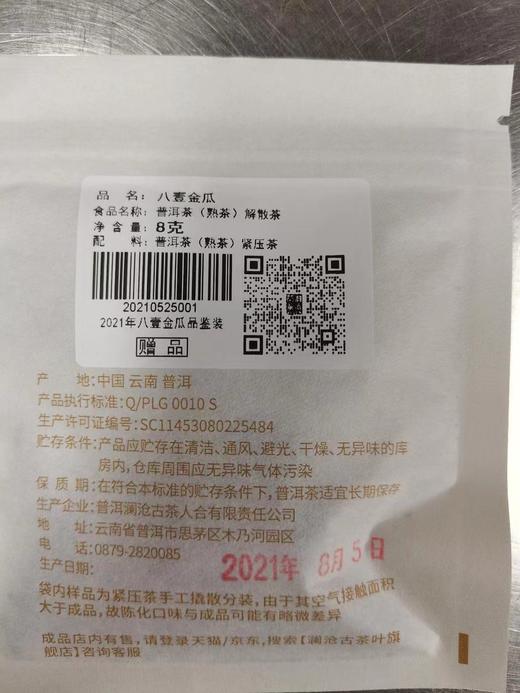 品 名: 八壹金瓜
食品名称: 普洱茶（熟茶）解散茶
净含量: 8克
配 料: 普洱茶（熟茶）紧压茶
20210525001
2021年八壹金瓜品鉴装
赠 品
产 地:中国 云南 普洱
产品执行标准: Q/PLG 0010 S
生产许可证编号: SC11453080225484
贮存条件: 产品应贮存在清洁、通风、避光、干燥、无异味的库
房内,仓库周围应无异味气体污染
保 质 期: 在符合本标准的贮存条件下,普洱茶适宜长期保存
生产企业: 普洱澜沧古茶人合有限责任公司
地 址: 云南省普洱市思茅区木乃河园区
电 话: 0879-2820085
生产日期: 2021年 8月 5日
袋内样品为紧压茶手工撬散分装, 由于其空气接触面积
大于成品, 故陈化口味与成品可能有略微差异
成品店内有售, 请登录天猫/京东, 搜索【澜沧古茶叶旗
舰店】咨询客服